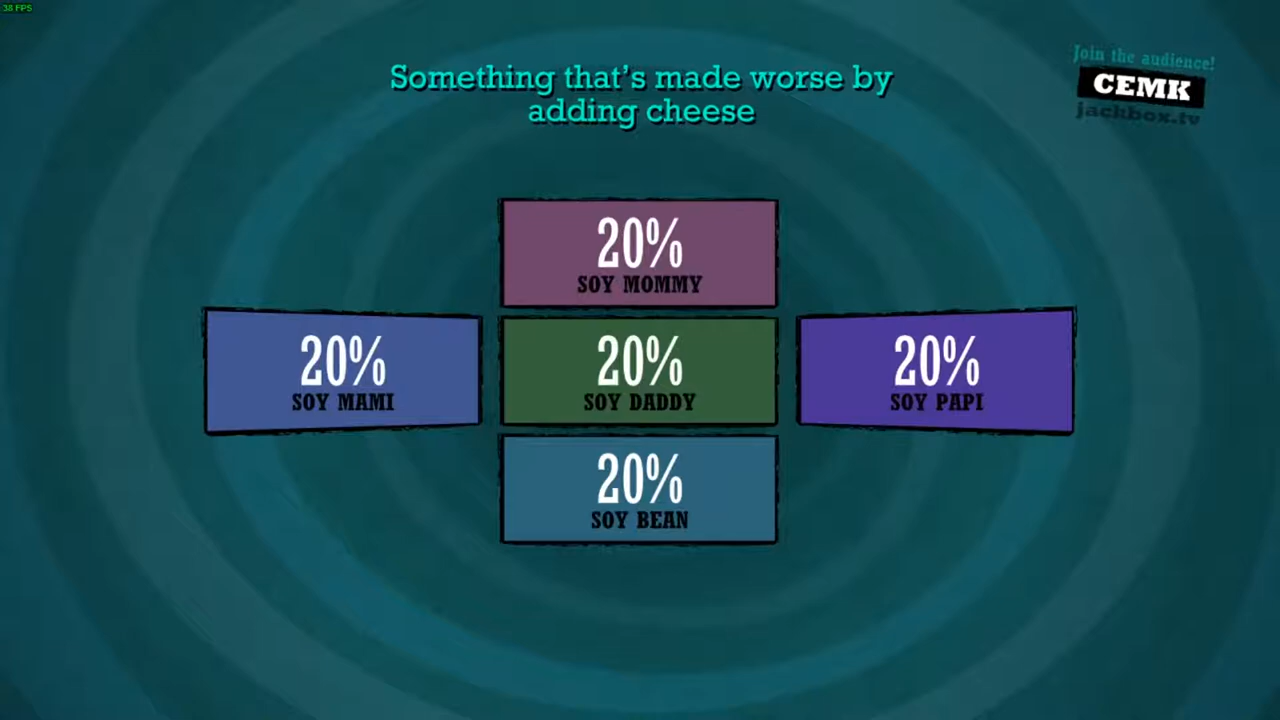 38 FPS
Join the audience!
CEMK
jackbox.tv
Something that's made worse by
adding cheese
20%
SOY MOMMY
20%
SOY MAMI
20%
SOY DADDY
20%
SOY PAPI
20%
SOY BEAN